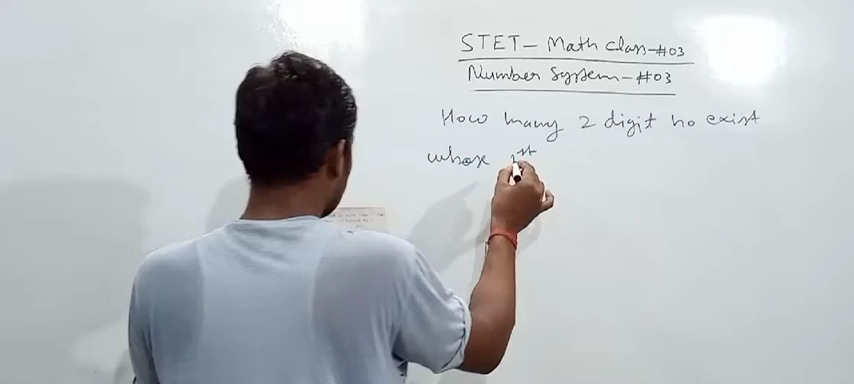 STET- Math Class-#03
Number System-#03
How many 2 digit no exist
whose 1st